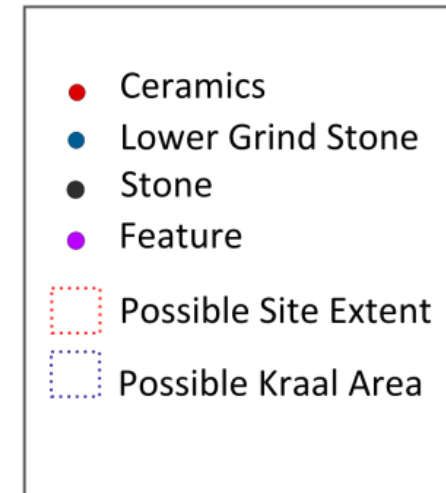 Ceramics
Lower Grind Stone
Stone
Feature
Possible Site Extent
Possible Kraal Area